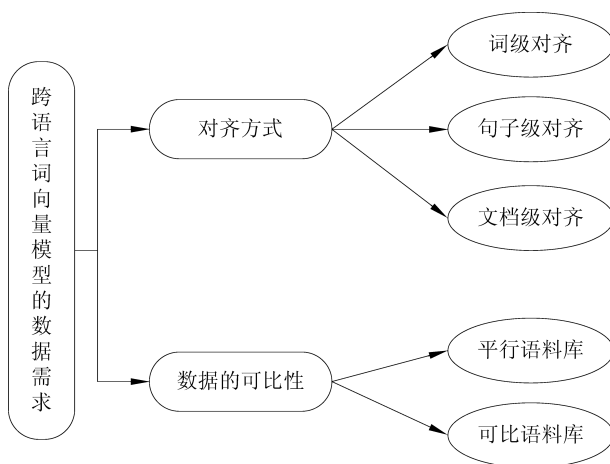 跨语言词向量模型的数据需求
对齐方式
词级对齐
句子级对齐
文档级对齐
数据的可比性
平行语料库
可比语料库